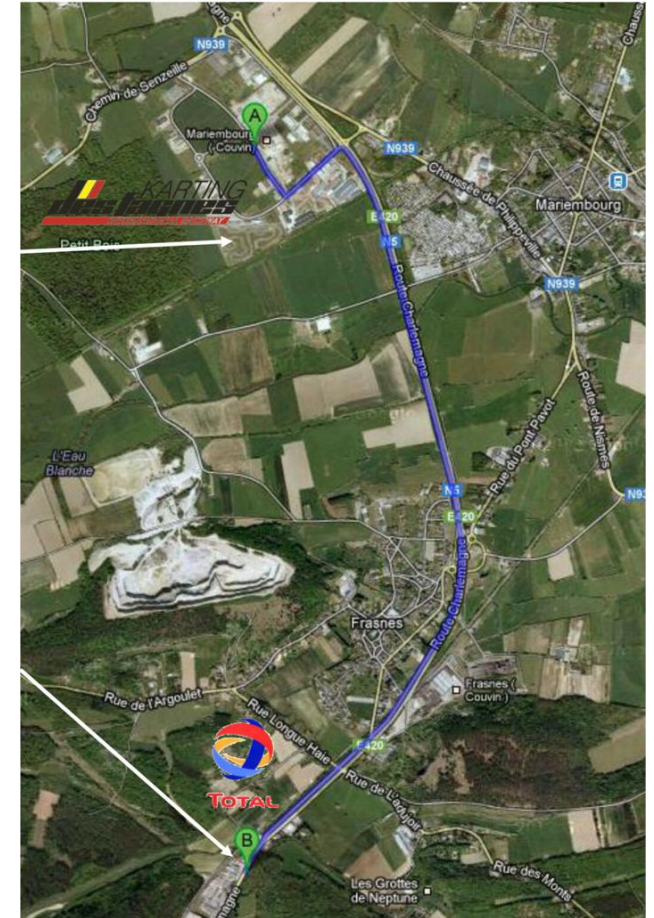 N939
Chemin de Senzeille
A
Mariembourg
(Couvin)
N939
Chaussée de Philippeville
Mariembourg
KARTING
des fagnes
Petit Bois
E420
N5
Route Charlemagne
N939
Route de Nismes
Rue du Pont Pavot
L'Eau
Blanche
N5
E420
N93
Route Charlemagne
Frasnes
Frasnes (
Couvin )
Rue de l'Argoulet
Rue Longue Haie
E420
TOTAL
Rue de L'adujoir
B
Rue des Monts
Les Grottes
de Neptune